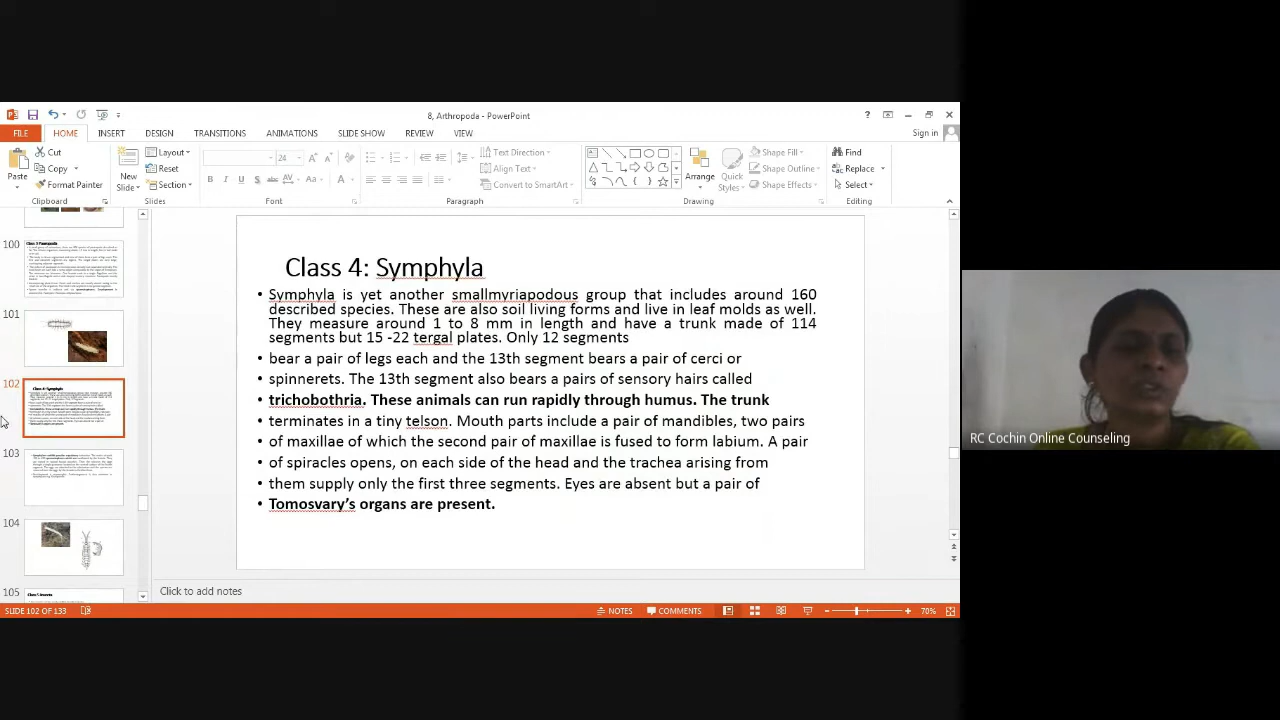 8, Arthropoda - PowerPoint
Sign in
FILE HOME INSERT DESIGN TRANSITIONS ANIMATIONS SLIDE SHOW REVIEW VIEW
Paste
Cut
Copy
Format Painter
Clipboard
New Slide
Layout
Reset
Section
Slides
24
Font
Text Direction
Align Text
Convert to SmartArt
Paragraph
Arrange
Quick Styles
Shape Fill
Shape Outline
Shape Effects
Drawing
Find
Replace
Select
Editing
100
101
102
103
104
105
Class 4: Symphyla
• Symphyla is yet another smallmyriapodous group that includes around 160
described species. These are also soil living forms and live in leaf molds as well.
They measure around 1 to 8 mm in length and have a trunk made of 114
segments but 15 -22 tergal plates. Only 12 segments
• bear a pair of legs each and the 13th segment bears a pair of cerci or
• spinnerets. The 13th segment also bears a pairs of sensory hairs called
• trichobothria. These animals can run rapidly through humus. The trunk
• terminates in a tiny telson. Mouth parts include a pair of mandibles, two pairs
• of maxillae of which the second pair of maxillae is fused to form labium. A pair
• of spiracles opens, on each side of the head and the trachea arising from
• them supply only the first three segments. Eyes are absent but a pair of
• Tomosvary's organs are present.
Click to add notes
SLIDE 102 OF 133
NOTES
COMMENTS
70%
RC Cochin Online Counseling